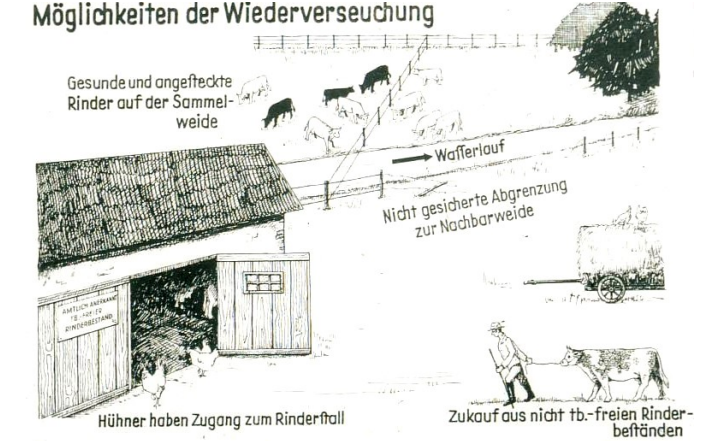 Möglichkeiten der Wiederverseuchung
Gesunde und angesteckte
Rinder auf der Sammel-
weide
Wasserlauf
Nicht gesicherte Abgrenzung
zur Nachbarweide
AMTLICH ANERKANNT
TB.-FREIER
RINDERBESTAND
Hühner haben Zugang zum Rinderstall
Zukauf aus nicht tb.-freien Rinder-
beständen